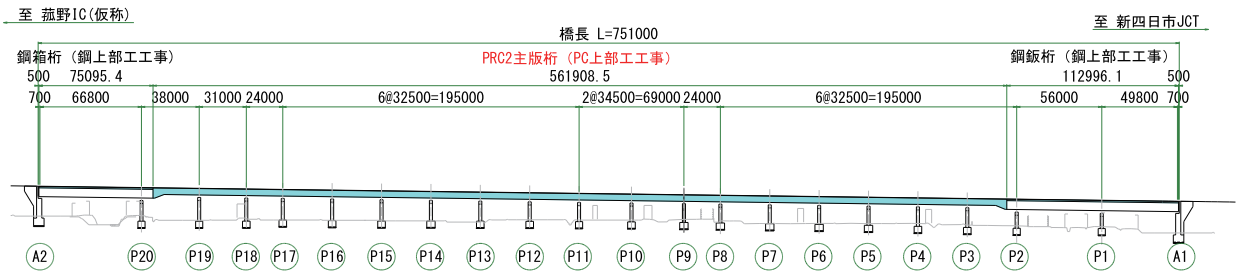 至 菰野IC(仮称)
至 新四日市JCT
橋長 L=751000
鋼箱桁（鋼上部工工事）
PRC2主版桁（PC上部工工事）
鋼鈑桁（鋼上部工工事）
500 75095.4 561908.5 112996.1 500
700 66800 38000 31000 24000 6@32500=195000 2@34500=69000 24000 6@32500=195000 56000 49800 700
A2 P20 P19 P18 P17 P16 P15 P14 P13 P12 P11 P10 P9 P8 P7 P6 P5 P4 P3 P2 P1 A1